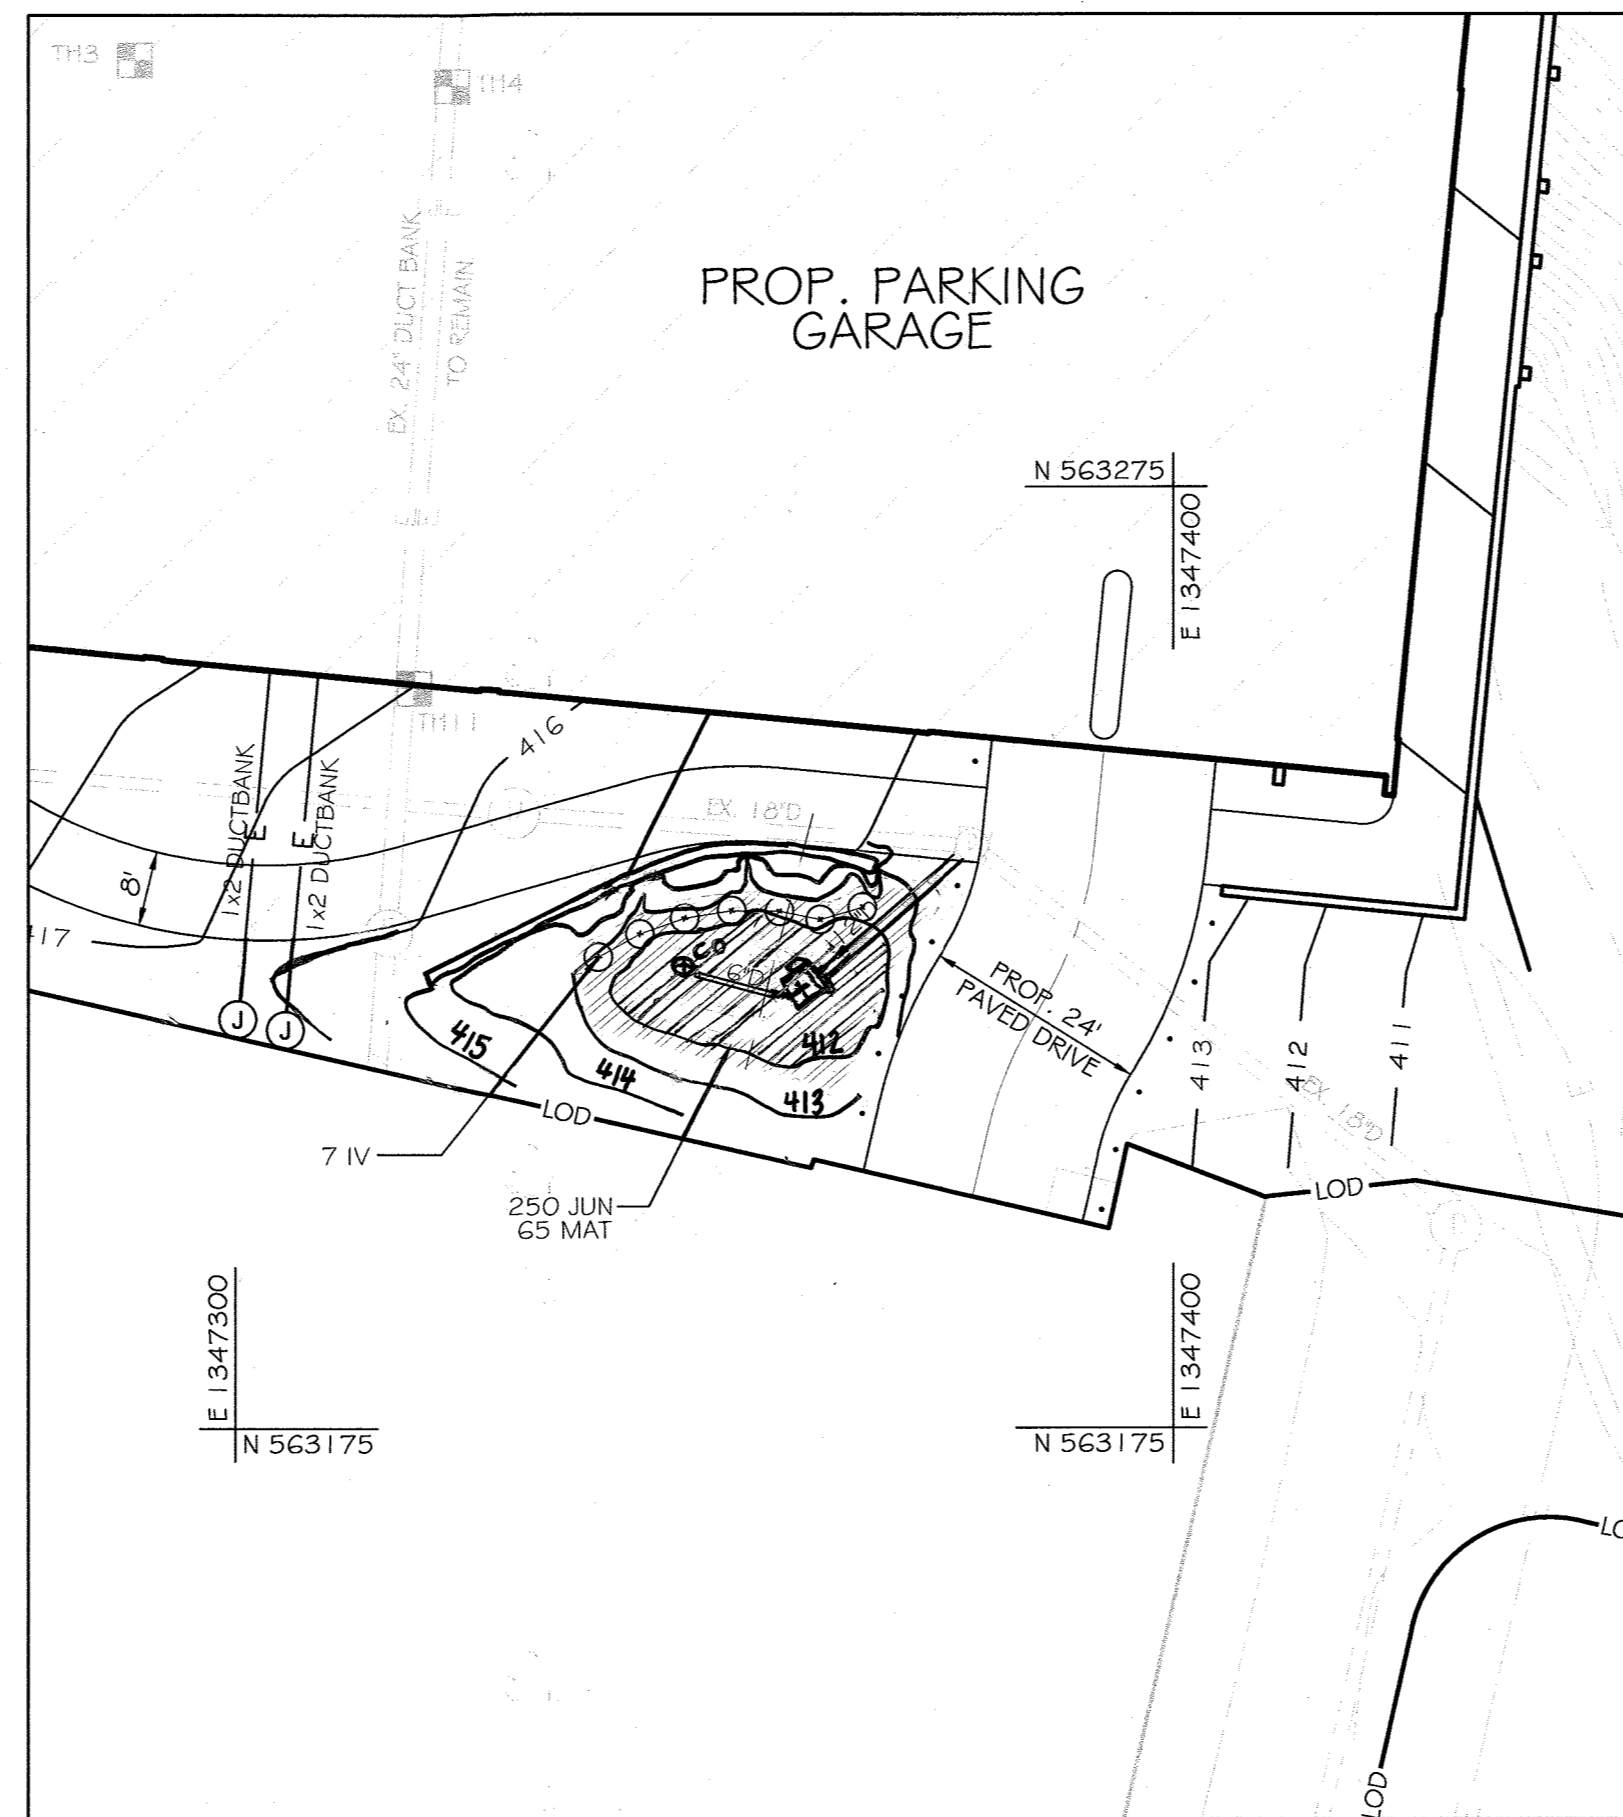 TH3
TH4
EX. 24" DUCT BANK
TO REMAIN
PROP. PARKING
GARAGE
N 563275
E 1347400
TH11
416
1x2 DUCTBANK
E
1x2 DUCTBANK
E
EX. 18"D
8'
417
C.O
6"D
412
J
J
415
414
413
412
PROP. 24'
PAVED DRIVE
413
412
411
EX. 18"D
LOD
7 IV
250 JUN
65 MAT
LOD
D
E 1347300
N 563175
E 1347400
N 563175
LOD